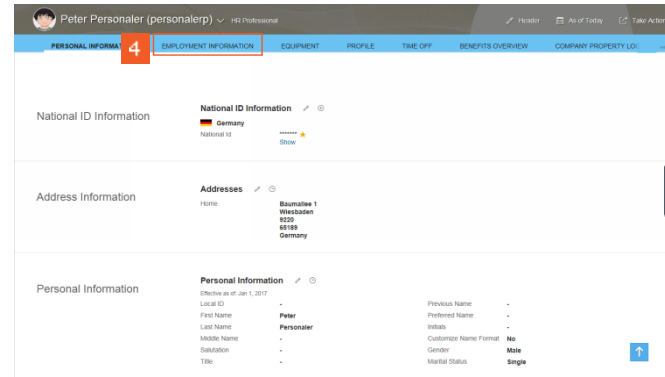 Peter Personaler (personalerp) HR Professional Header As of Today Take Action
PERSONAL INFORMAT 4 EMPLOYMENT INFORMATION EQUIPMENT PROFILE TIME OFF BENEFITS OVERVIEW COMPANY PROPERTY LOC
National ID Information
National ID Information
Germany
National Id ******* ★
Show
Address Information
Addresses
Home Baumallee 1
Wiesbaden
9220
65189
Germany
Personal Information
Personal Information
Effective as of: Jan 1, 2017
Local ID - Previous Name -
First Name Peter Preferred Name -
Last Name Personaler Initials -
Middle Name - Customize Name Format No
Salutation - Gender Male
Title - Marital Status Single